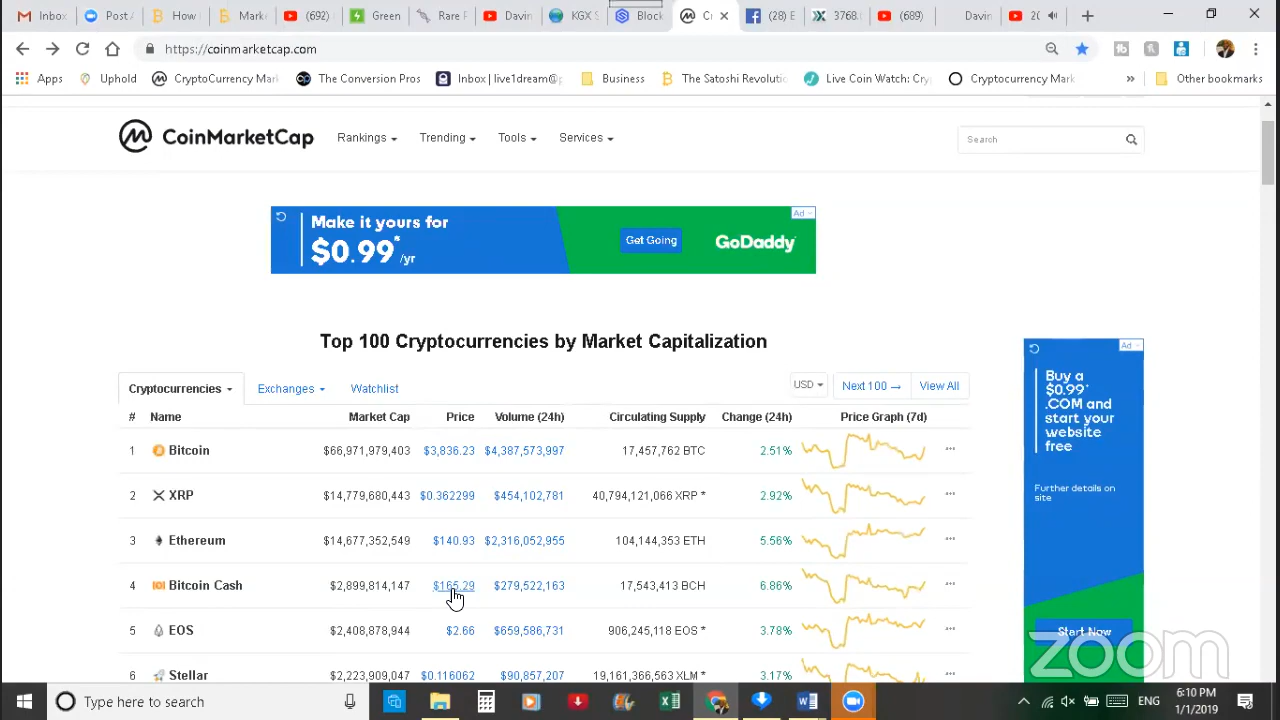 Inbox Post A How Mark (692) Green Rare F Davin KGX S Block C (28) E 3768.0 (689) Davin 20
https://coinmarketcap.com
Apps Uphold CryptoCurrency Mar The Conversion Pros Inbox | live1dream@p Business The Satoshi Revolutio Live Coin Watch: Cry Cryptocurrency Mark » Other bookmarks
CoinMarketCap Rankings Trending Tools Services Search
Make it yours for
$0.99*/yr
Get Going
GoDaddy
Ad
Top 100 Cryptocurrencies by Market Capitalization
Cryptocurrencies Exchanges Watchlist USD Next 100 → View All
# Name Market Cap Price Volume (24h) Circulating Supply Change (24h) Price Graph (7d)
1 Bitcoin $66,971,979,403 $3,836.23 $4,387,573,997 17,457,762 BTC 2.51%
2 XRP $14,779,980,443 $0.362299 $454,102,781 40,794,121,066 XRP * 2.92%
3 Ethereum $14,677,352,549 $140.93 $2,316,052,955 104,144,353 ETH 5.56%
4 Bitcoin Cash $2,899,814,147 $165.29 $279,522,163 17,543,413 BCH 6.86%
5 EOS $2,408,878,944 $2.66 $659,586,731 906,245,118 EOS * 3.78%
6 Stellar $2,223,909,047 $0.116062 $90,857,207 19,161,366,563 XLM * 3.17%
Ad
Buy a
$0.99*
.COM and
start your
website
free
Further details on
site
Start Now
zoom
Type here to search
ENG
6:10 PM
1/1/2019